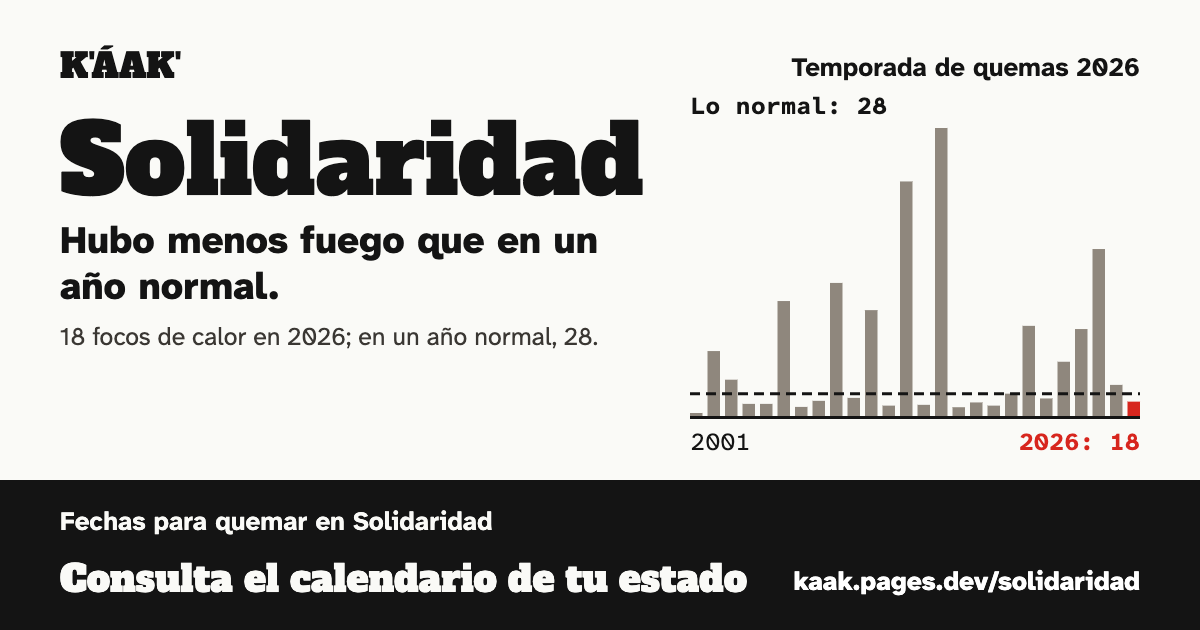 K'ÁAK'
Solidaridad
Hubo menos fuego que en un
año normal.
18 focos de calor en 2026; en un año normal, 28.
Temporada de quemas 2026
Lo normal: 28
2001
2026: 18
Fechas para quemar en Solidaridad
Consulta el calendario de tu estado
kaak.pages.dev/solidaridad